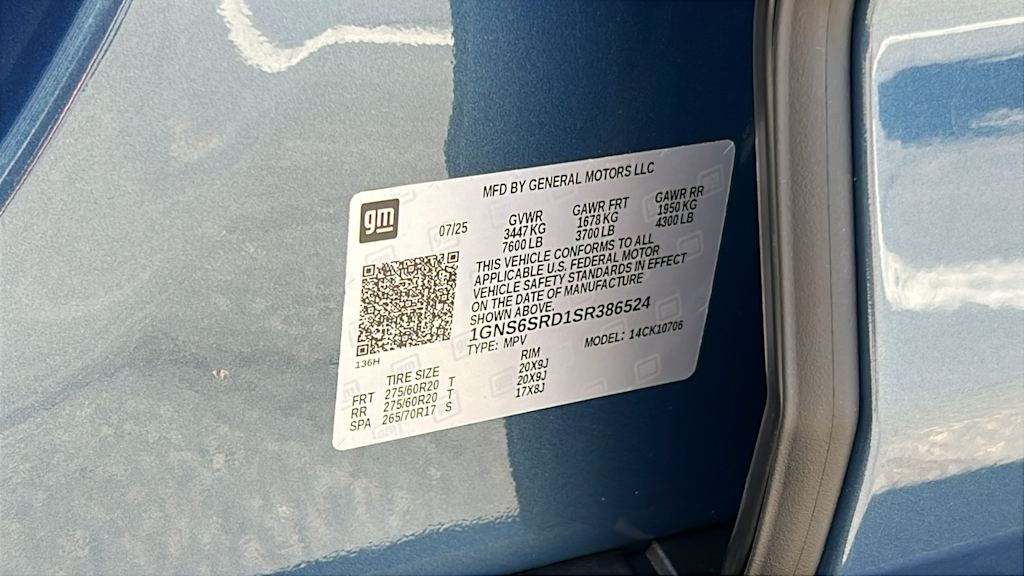 MFD BY GENERAL MOTORS LLC
gm
07/25
GVWR GAWR FRT GAWR RR
3447 KG 1678 KG 1950 KG
7600 LB 3700 LB 4300 LB
THIS VEHICLE CONFORMS TO ALL
APPLICABLE U.S. FEDERAL MOTOR
VEHICLE SAFETY STANDARDS IN EFFECT
ON THE DATE OF MANUFACTURE
SHOWN ABOVE.
1GNS6SRD1SR386524
TYPE: MPV MODEL: 14CK10706
136H
TIRE SIZE RIM
FRT 275/60R20 T 20X9J
RR 275/60R20 T 20X9J
SPA 265/70R17 S 17X8J